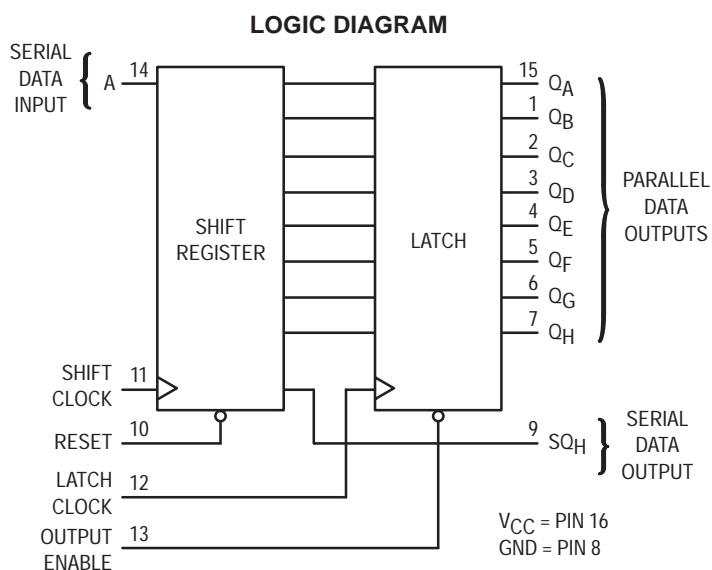 LOGIC DIAGRAM
SERIAL
DATA
INPUT
A
14
SHIFT
REGISTER
LATCH
15
QA
1
QB
2
QC
3
QD
4
QE
5
QF
6
QG
7
QH
PARALLEL
DATA
OUTPUTS
SHIFT
CLOCK
11
RESET
10
LATCH
CLOCK
12
OUTPUT
ENABLE
13
9
SQH
SERIAL
DATA
OUTPUT
VCC = PIN 16
GND = PIN 8